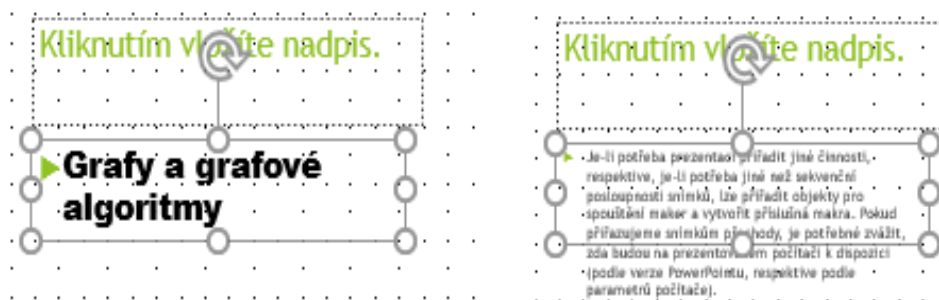 Kliknutím vložíte nadpis.
Grafy a grafové
algoritmy
Kliknutím vložíte nadpis.
Je-li potřeba prezentaci přiřadit jiné činnosti,
respektive, je-li potřeba jiné než sekvenční
posloupnosti snímků, lze přiřadit objekty pro
spouštění maker a vytvořit příslušná makra. Pokud
přiřazujeme snímkům přechody, je potřebné zvážit,
zda budou na prezentovaném počítači k dispozici
(podle verze PowerPointu, respektive podle
parametrů počítače).